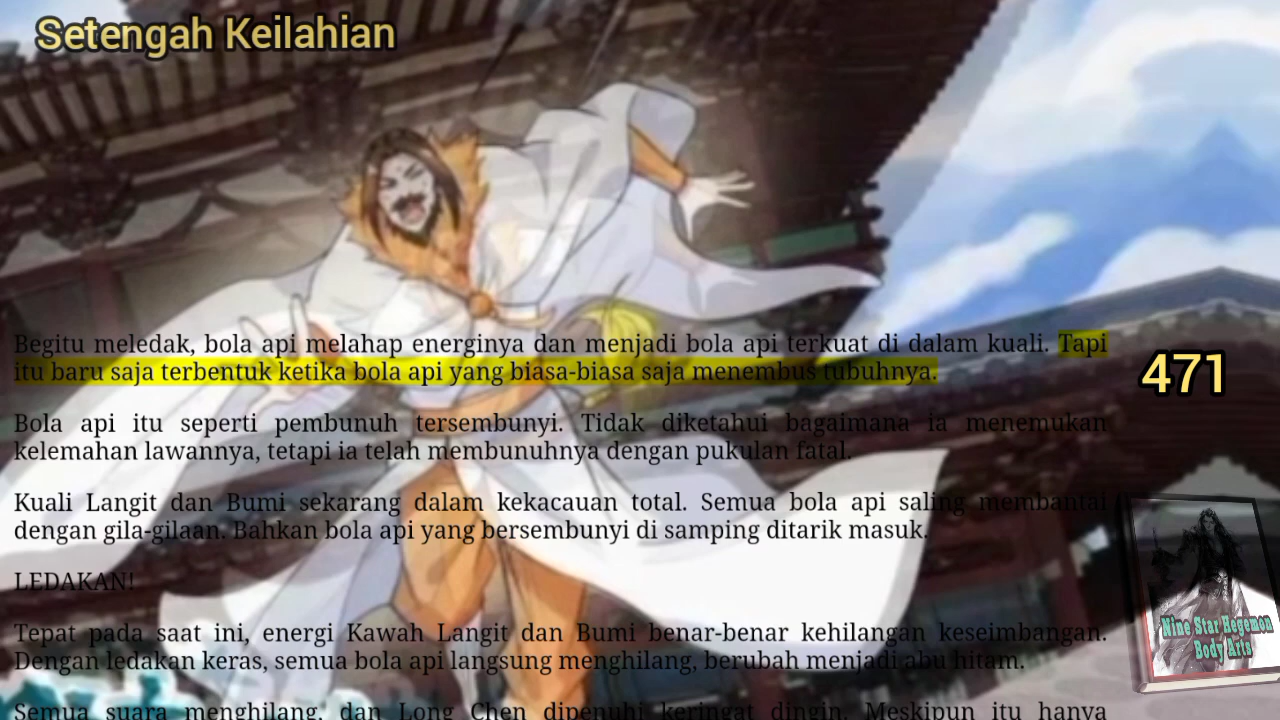 Setengah Keilahian
Begitu meledak, bola api melahap energinya dan menjadi bola api terkuat di dalam kuali. Tapi
itu baru saja terbentuk ketika bola api yang biasa-biasa saja menembus tubuhnya.
471
Bola api itu seperti pembunuh tersembunyi. Tidak diketahui bagaimana ia menemukan
kelemahan lawannya, tetapi ia telah membunuhnya dengan pukulan fatal.
Kuali Langit dan Bumi sekarang dalam kekacauan total. Semua bola api saling membantai
dengan gila-gilaan. Bahkan bola api yang bersembunyi di samping ditarik masuk.
LEDAKAN!
Tepat pada saat ini, energi Kawah Langit dan Bumi benar-benar kehilangan keseimbangan.
Dengan ledakan keras, semua bola api langsung menghilang, berubah menjadi abu hitam.
Nine Star Hegemon
Body Arts
Semua suara menghilang, dan Long Chen dipenuhi keringat dingin. Meskipun itu hanya